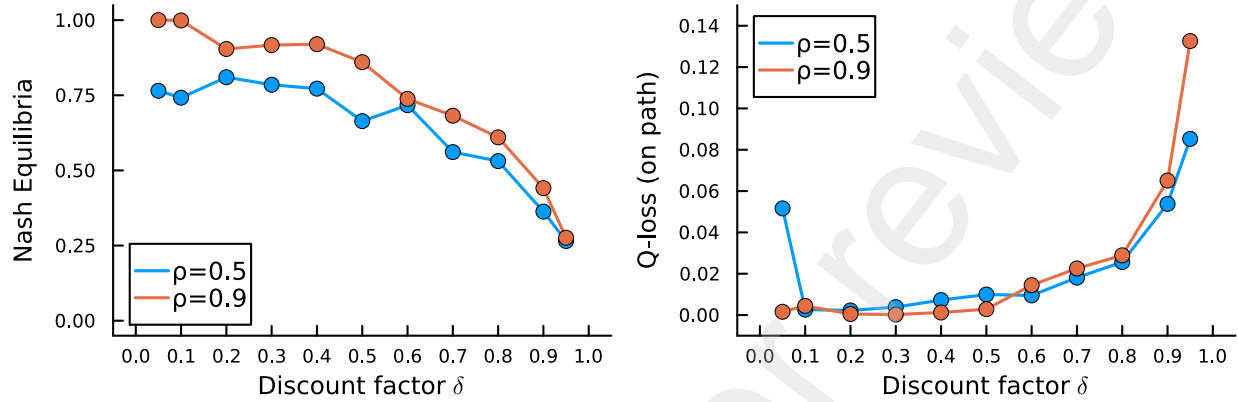 Nash Equilibria
1.00
0.75
0.50
0.25
0.00
ρ=0.5
ρ=0.9
0.0 0.1 0.2 0.3 0.4 0.5 0.6 0.7 0.8 0.9 1.0
Discount factor δ
Q-loss (on path)
0.14
0.12
0.10
0.08
0.06
0.04
0.02
0.00
ρ=0.5
ρ=0.9
0.0 0.1 0.2 0.3 0.4 0.5 0.6 0.7 0.8 0.9 1.0
Discount factor δ